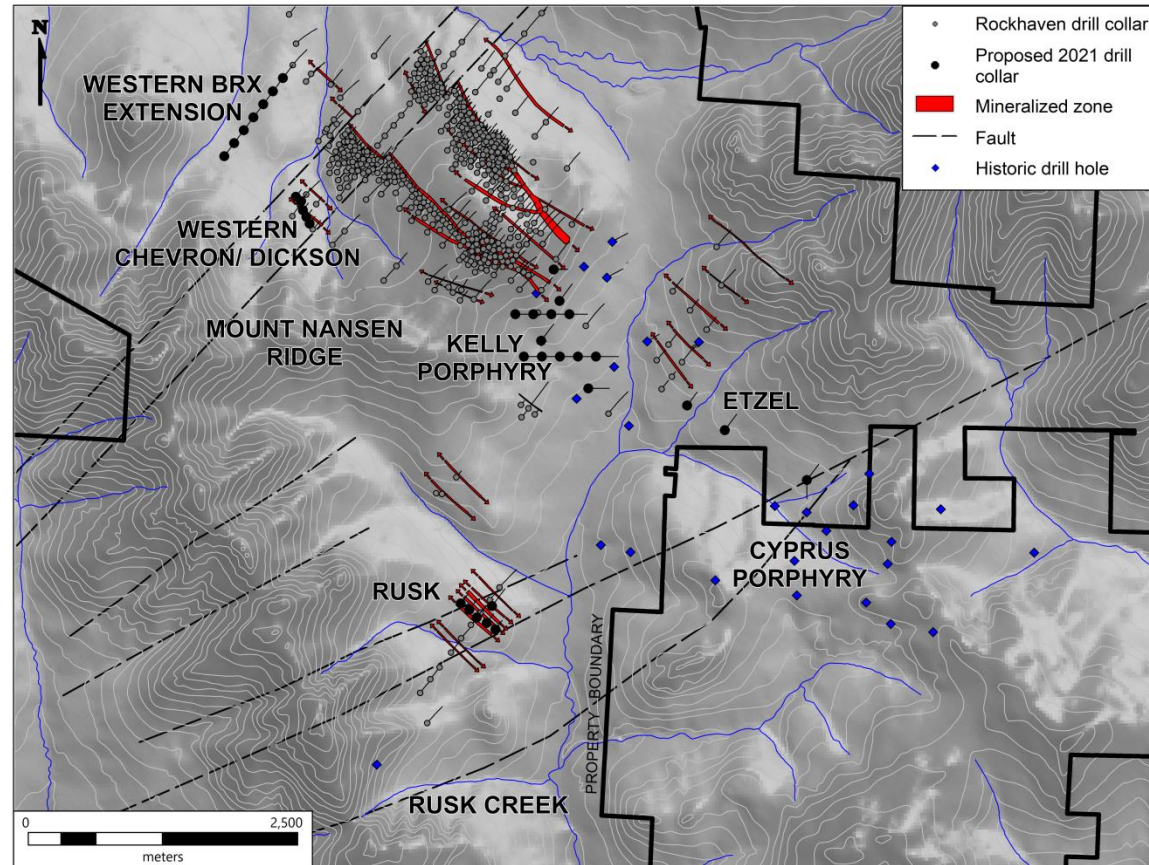 N
WESTERN BRX
EXTENSION
WESTERN
CHEVRON/ DICKSON
MOUNT NANSEN
RIDGE
KELLY
PORPHYRY
ETZEL
CYPRUS
PORPHYRY
RUSK
PROPERTY BOUNDARY
RUSK CREEK
Rockhaven drill collar
Proposed 2021 drill
collar
Mineralized zone
Fault
Historic drill hole
0 2,500
meters